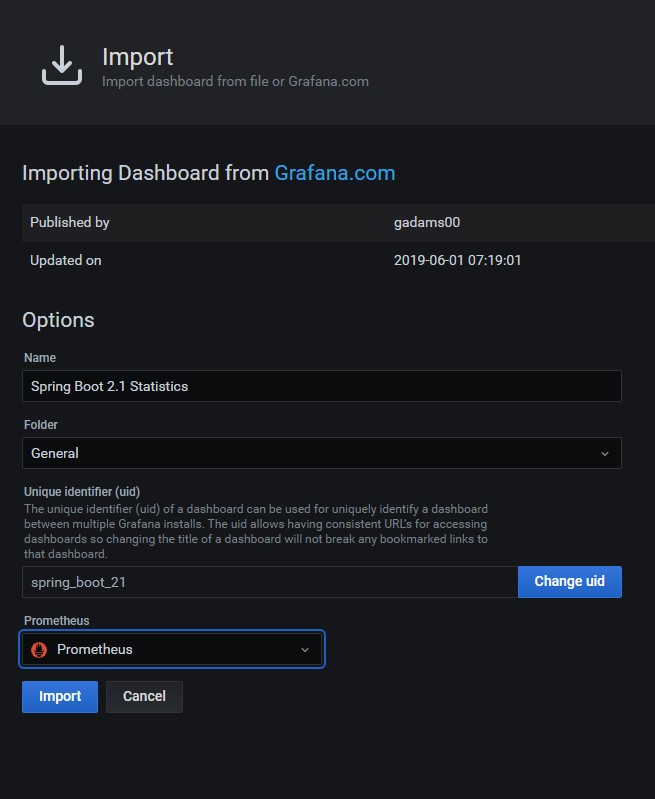 Import
Import dashboard from file or Grafana.com
Importing Dashboard from Grafana.com
Published by gadams00
Updated on 2019-06-01 07:19:01
Options
Name
Spring Boot 2.1 Statistics
Folder
General
Unique identifier (uid)
The unique identifier (uid) of a dashboard can be used for uniquely identify a dashboard
between multiple Grafana installs. The uid allows having consistent URL's for accessing
dashboards so changing the title of a dashboard will not break any bookmarked links to
that dashboard.
spring_boot_21 Change uid
Prometheus
Prometheus
Import Cancel